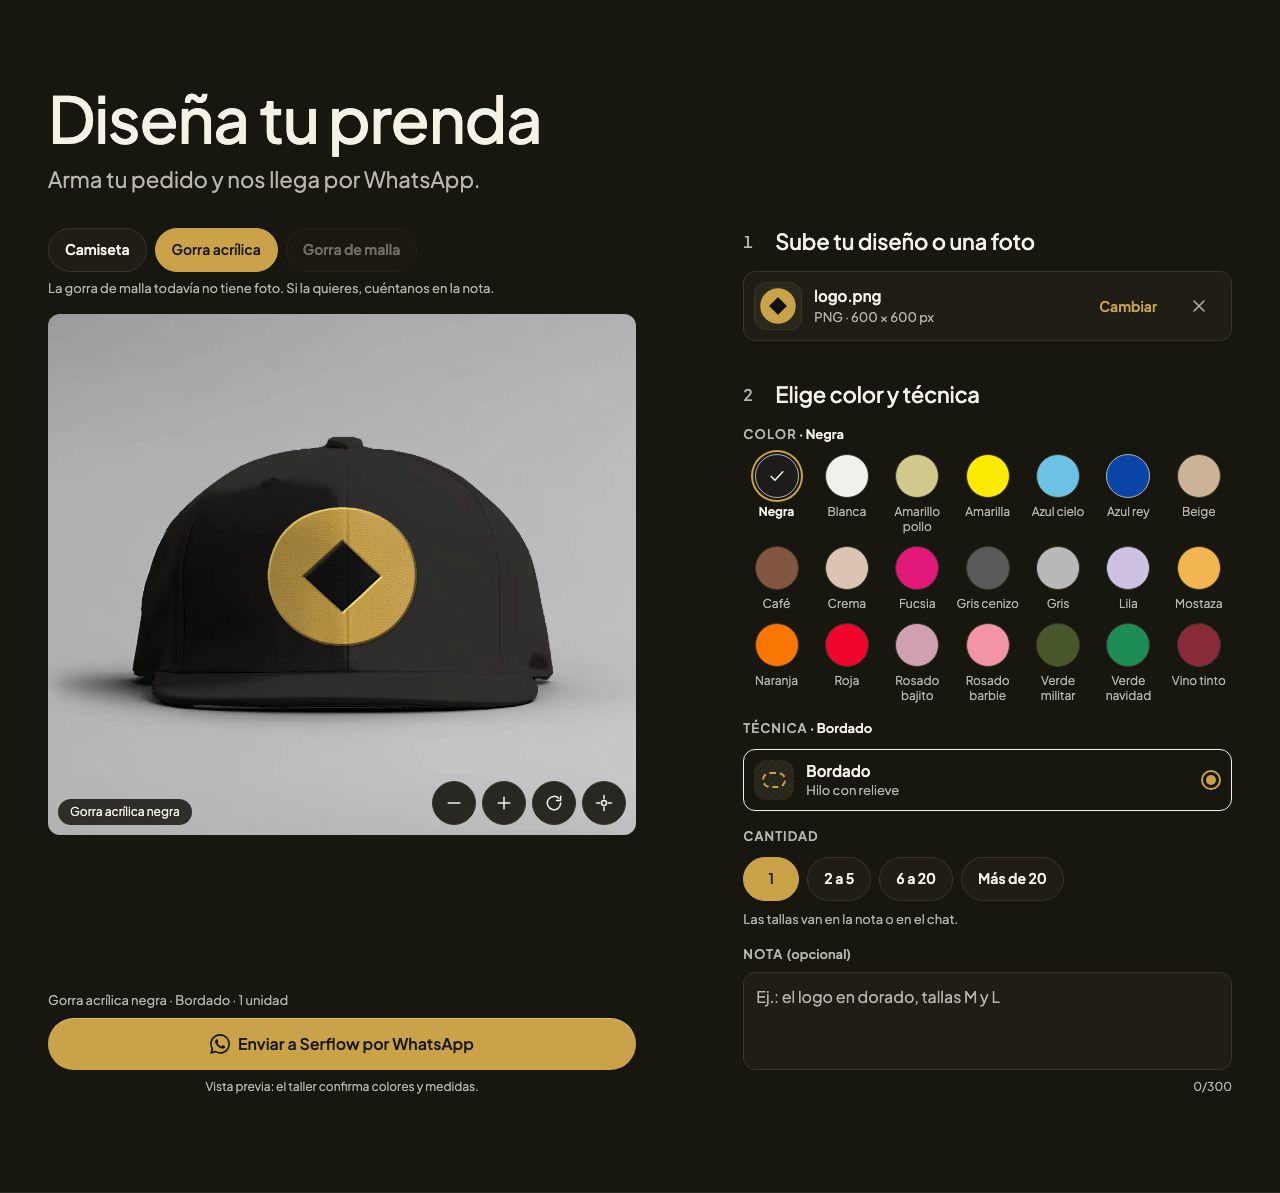 Diseña tu prenda
Arma tu pedido y nos llega por WhatsApp.
Camiseta
Gorra acrílica
Gorra de malla
La gorra de malla todavía no tiene foto. Si la quieres, cuéntanos en la nota.
Gorra acrílica negra
Gorra acrílica negra · Bordado · 1 unidad
Enviar a Serflow por WhatsApp
Vista previa: el taller confirma colores y medidas.
1 Sube tu diseño o una foto
logo.png
PNG · 600 × 600 px
Cambiar
2 Elige color y técnica
COLOR · Negra
Negra
Blanca
Amarillo
pollo
Amarilla
Azul cielo
Azul rey
Beige
Café
Crema
Fucsia
Gris cenizo
Gris
Lila
Mostaza
Naranja
Roja
Rosado
bajito
Rosado
barbie
Verde
militar
Verde
navidad
Vino tinto
TÉCNICA · Bordado
Bordado
Hilo con relieve
CANTIDAD
1
2 a 5
6 a 20
Más de 20
Las tallas van en la nota o en el chat.
NOTA (opcional)
Ej.: el logo en dorado, tallas M y L
0/300